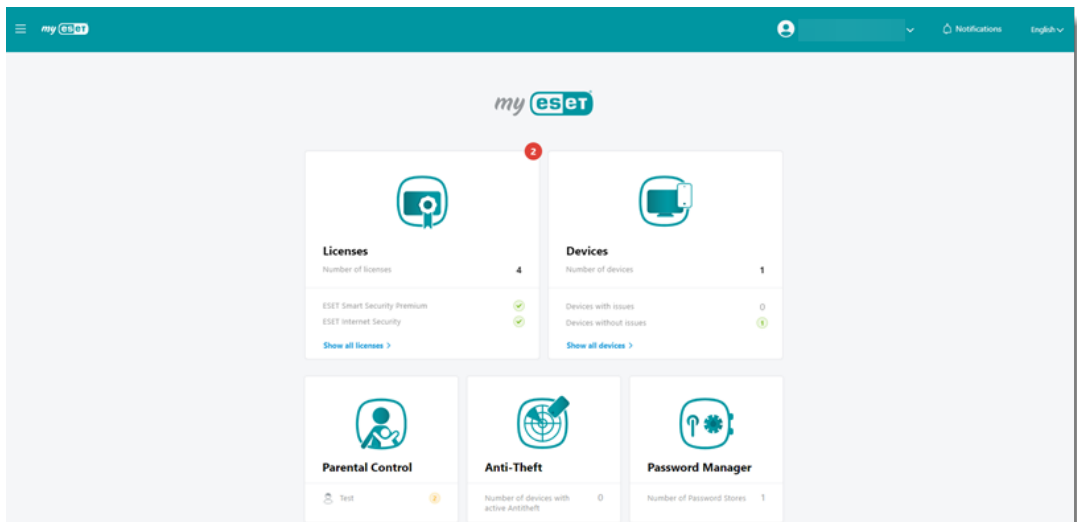 my eset Notifications English
my eset
2
Licenses
Number of licenses 4
ESET Smart Security Premium
ESET Internet Security
Show all licenses >
Devices
Number of devices 1
Devices with issues 0
Devices without issues 1
Show all devices >
Parental Control
Test 2
Anti-Theft
Number of devices with 0
active Antitheft
Password Manager
Number of Password Stores 1